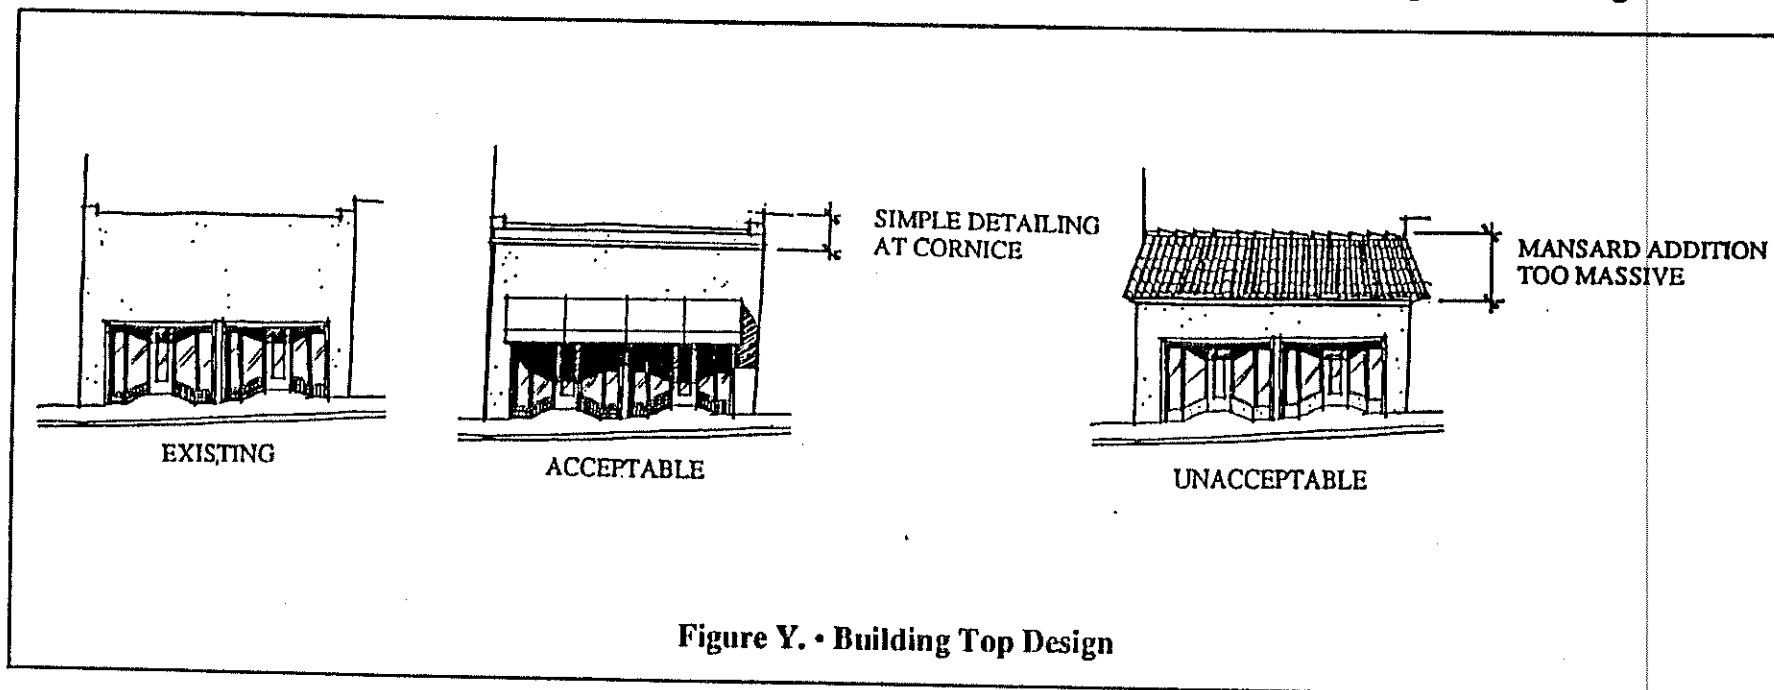 SIMPLE DETAILING
AT CORNICE
MANSARD ADDITION
TOO MASSIVE
EXISTING
ACCEPTABLE
UNACCEPTABLE
Figure Y. • Building Top Design